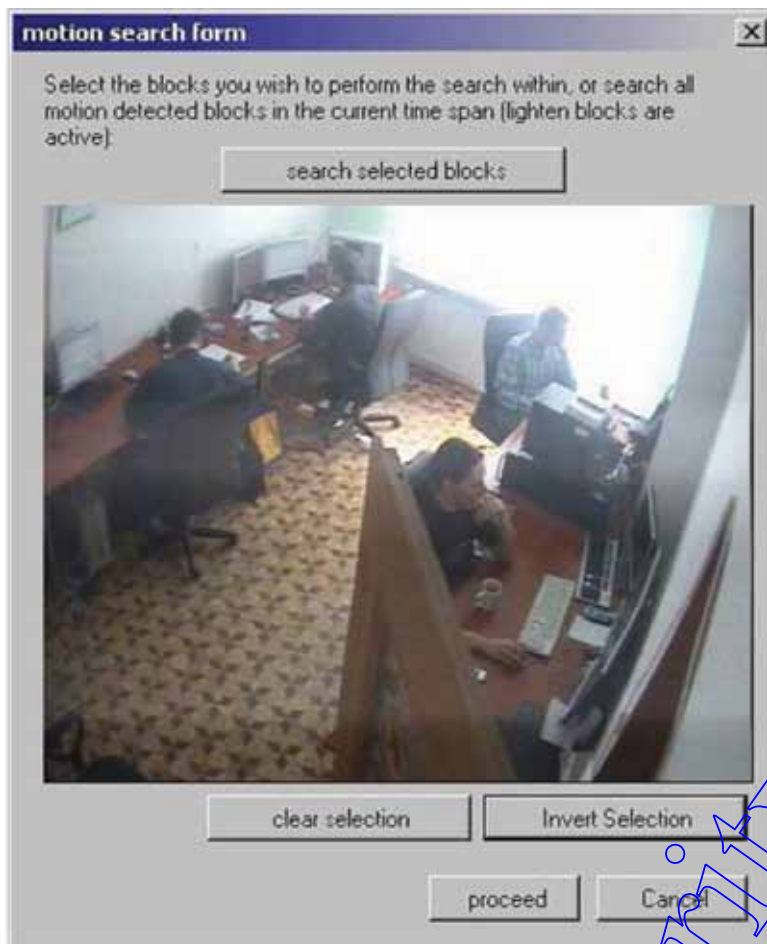 motion search form
Select the blocks you wish to perform the search within, or search all
motion detected blocks in the current time span (lighten blocks are
active):
search selected blocks
clear selection
Invert Selection
proceed
Cancel